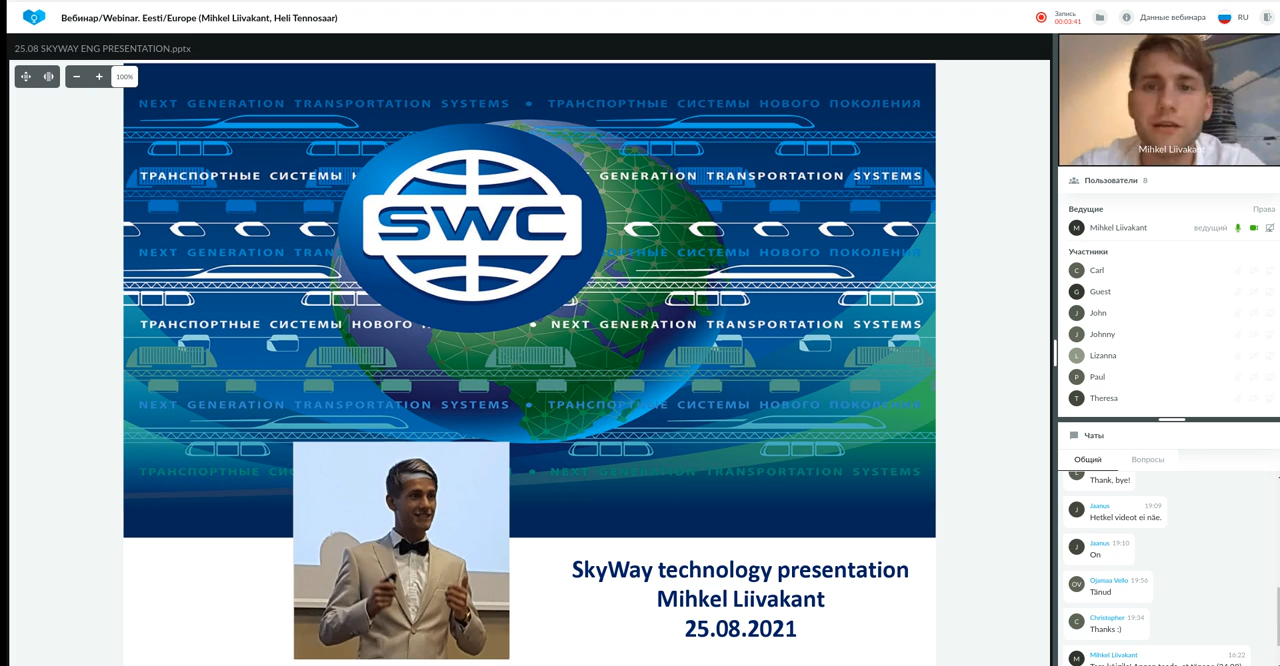 Вебинар/Webinar. Eesti/Europe (Mihkel Liivakant, Heli Tennosaar)
Запись
00:03:41
Данные вебинара
RU
25.08 SKYWAY ENG PRESENTATION.pptx
100%
NEXT GENERATION TRANSPORTATION SYSTEMS • ТРАНСПОРТНЫЕ СИСТЕМЫ НОВОГО ПОКОЛЕНИЯ
ТРАНСПОРТНЫЕ СИСТЕМЫ
GENERATION TRANSPORTATION SYSTEMS
SWC
NEXT GENERATION
СИСТЕМЫ НОВОГО ПОКОЛЕНИЯ
ТРАНСПОРТНЫЕ СИСТЕМЫ НОВОГО • NEXT GENERATION TRANSPORTATION SYSTEMS
NEXT GENERATION TRANSPORTATION SYSTEMS • ТРАНСПОРТНЫЕ СИСТЕМЫ НОВОГО ПОКОЛЕНИЯ
ТРАНСПОРТНЫЕ СИ • NEXT GENERATION TRANSPORTATION SYSTEMS
SkyWay technology presentation
Mihkel Liivakant
25.08.2021
Mihkel Liivakant
Пользователи 8
Ведущие Права
M Mihkel Liivakant ведущий
Участники
C Carl
G Guest
J John
J Johnny
L Lizanna
P Paul
T Theresa
Чаты
Общий Вопросы
Thank, bye!
Jaanus 19:09
J Hetkel videot ei näe.
Jaanus 19:10
J On
Ojamaa Vello 19:56
OV Tänud
Christopher 19:34
C Thanks :)
Mihkel Liivakant 16:22
M